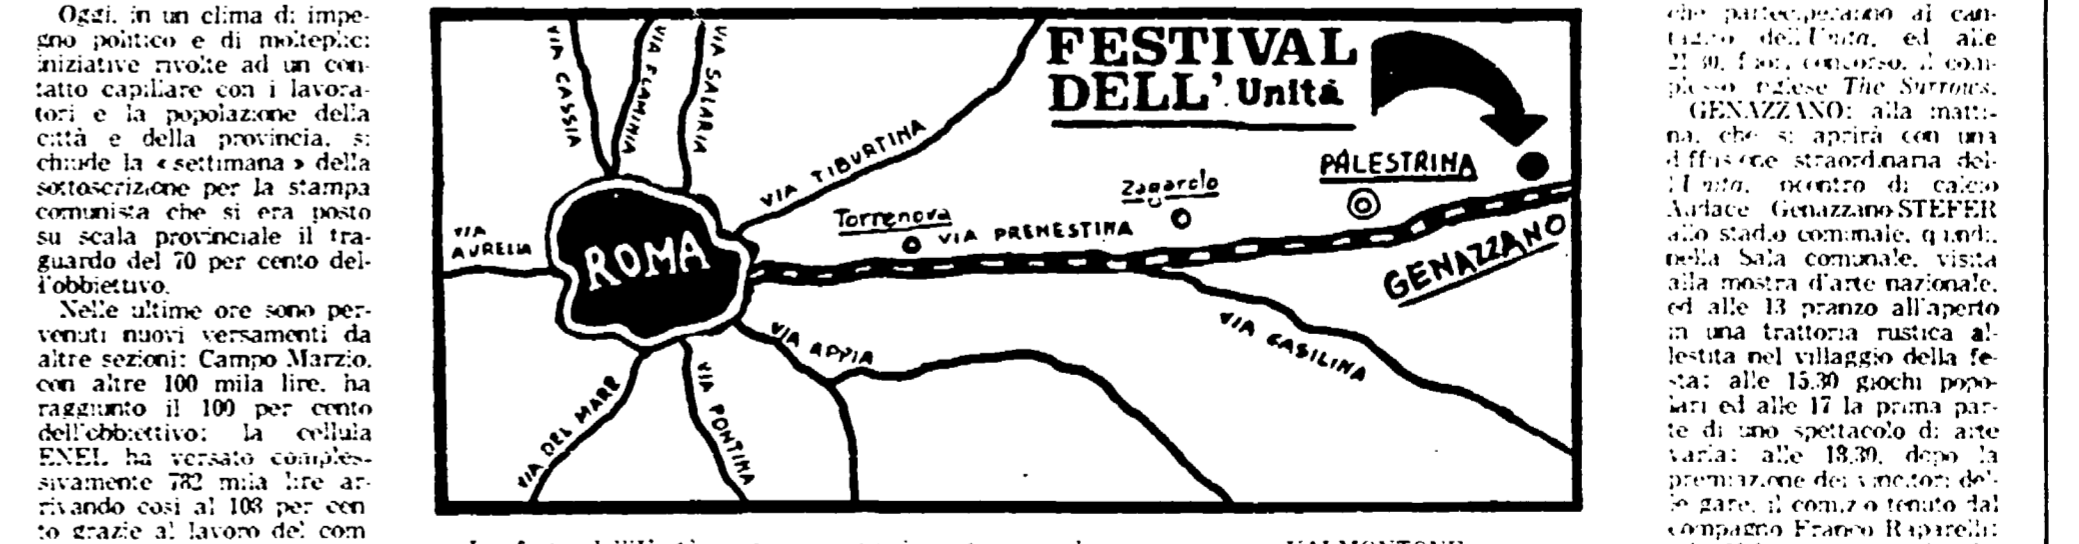 Oggi, in un clima di impe-
gno politico e di molteplici
iniziative rivolte ad un con-
tatto capillare con i lavora-
tori e la popolazione della
città e della provincia, si
chiude la « settimana » della
sottoscrizione per la stampa
comunista che si era posto
su scala provinciale il tra-
guardo del 70 per cento del-
l'obbiettivo.
Nelle ultime ore sono per-
venuti nuovi versamenti da
altre sezioni: Campo Marzio,
con altre 100 mila lire, ha
raggiunto il 100 per cento
dell'obbiettivo; la cellula
ENEL ha versato comples-
sivamente 782 mila lire ar-
rivando così al 108 per cen
to grazie al lavoro del com
FESTIVAL
DELL' Unità
VIA CASSIA
VIA FLAMINIA
VIA SALARIA
VIA TIBURTINA
PALESTRINA
Zagarolo
Torrenova
VIA PRENESTINA
VIA
AURELIA
ROMA
GENAZZANO
VIA APPIA
VIA CASILINA
VIA DEL MARE
VIA PONTINA
VALMONTONE
che parteciperanno al can-
dell'Unità, ed alle
21.30, fuori concorso, il com-
plesso inglese The Surrows.
GENAZZANO: alla matti-
na, che si aprirà con una
diffusione straordinaria del-
l'Unità, incontro di calcio
Audace Genazzano-STEFER
allo stadio comunale, quindi,
nella Sala comunale, visita
alla mostra d'arte nazionale,
ed alle 13 pranzo all'aperto
in una trattoria rustica al-
lestita nel villaggio della fe-
sta; alle 15.30 giochi popo-
lari ed alle 17 la prima par-
te di uno spettacolo di arte
varia; alle 18.30, dopo la
premiazione dei vincitori del-
le gare, il comizio tenuto dal
compagno Franco Raparelli;